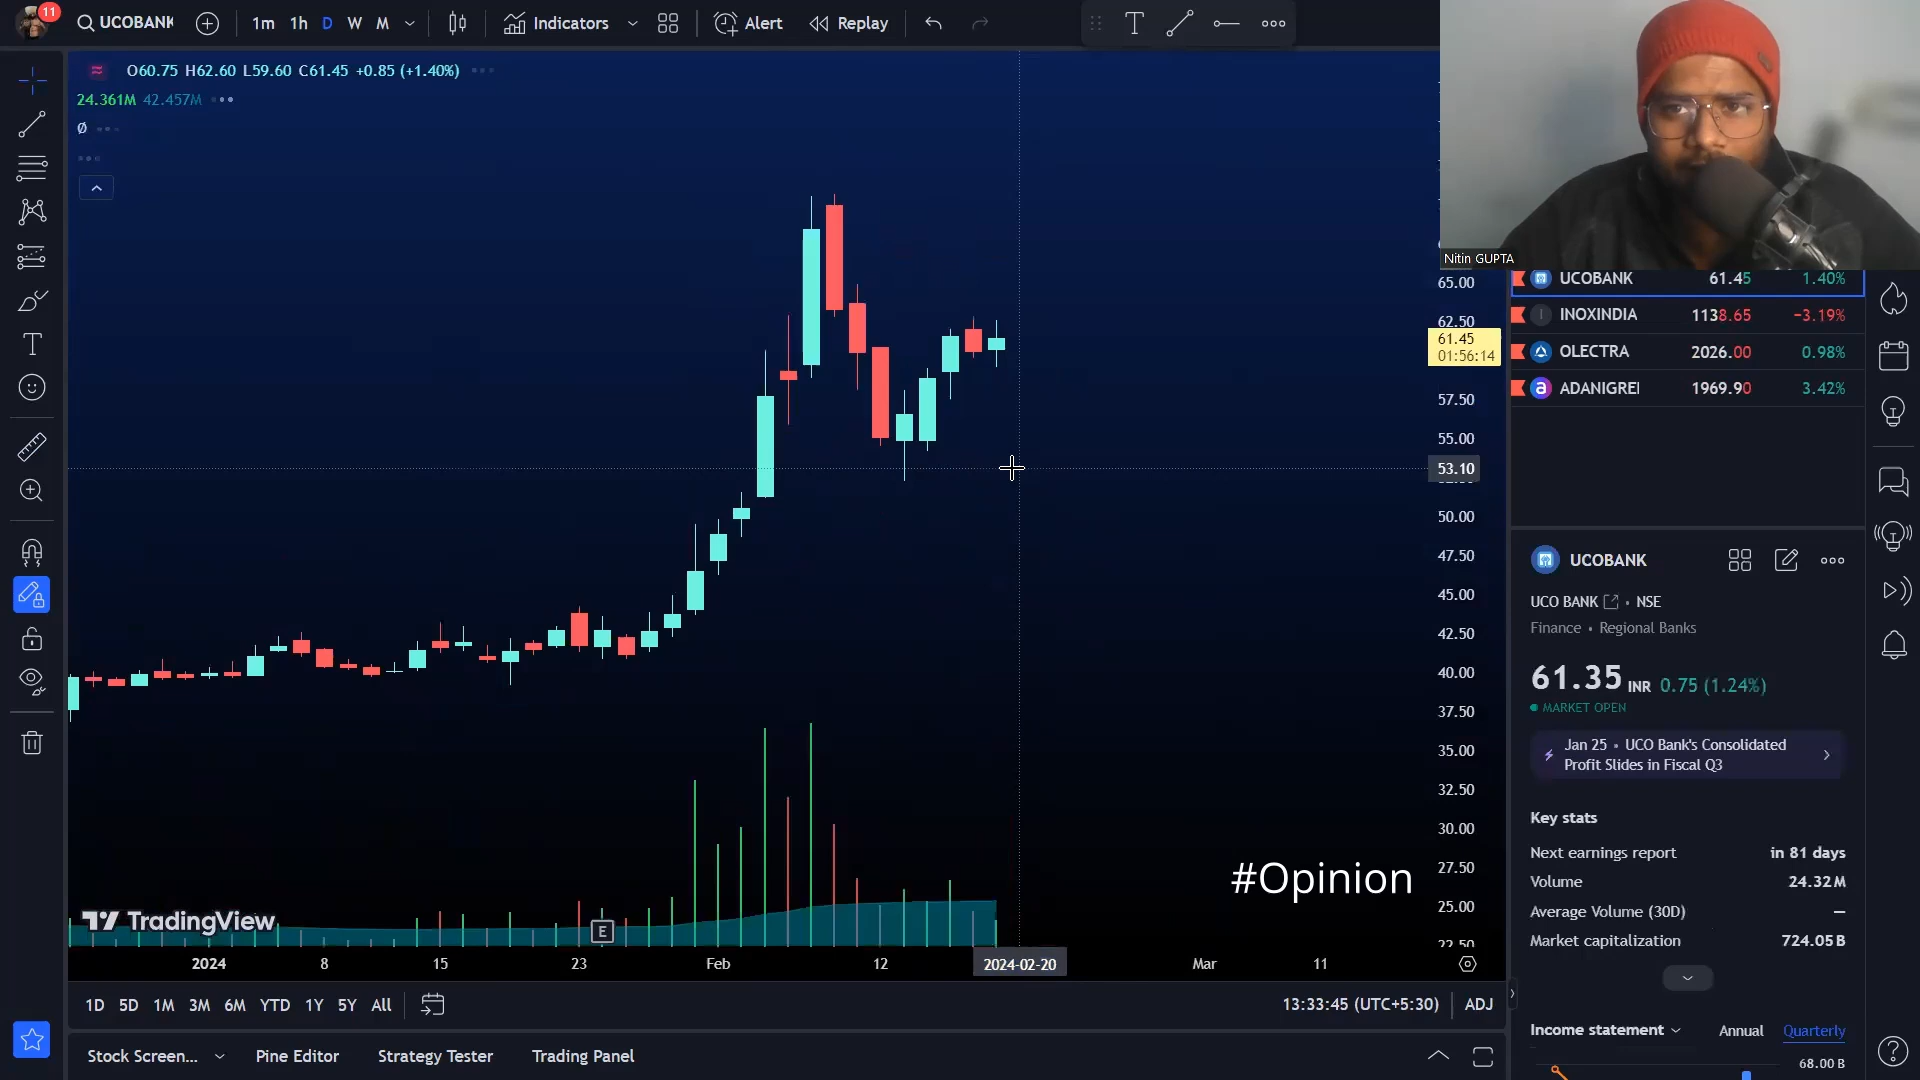 11
UCOBANK
1m 1h D W M
Indicators
Alert
Replay
O60.75 H62.60 L59.60 C61.45 +0.85 (+1.40%)
24.361M 42.457M
Ø
Nitin GUPTA
65.00
62.50
61.45
01:56:14
57.50
55.00
53.10
50.00
47.50
45.00
42.50
40.00
37.50
35.00
32.50
30.00
27.50
25.00
22.50
#Opinion
TradingView
E
2024 8 15 23 Feb 12 2024-02-20 Mar 11
1D 5D 1M 3M 6M YTD 1Y 5Y All
13:33:45 (UTC+5:30) ADJ
Stock Screen... Pine Editor Strategy Tester Trading Panel
UCOBANK 61.45 1.40%
INOXINDIA 1138.65 −3.19%
OLECTRA 2026.00 0.98%
ADANIGREI 1969.90 3.42%
UCOBANK
UCO BANK • NSE
Finance • Regional Banks
61.35 INR 0.75 (1.24%)
MARKET OPEN
Jan 25 • UCO Bank's Consolidated
Profit Slides in Fiscal Q3
Key stats
Next earnings report in 81 days
Volume 24.32M
Average Volume (30D) —
Market capitalization 724.05B
Income statement Annual Quarterly
68.00B